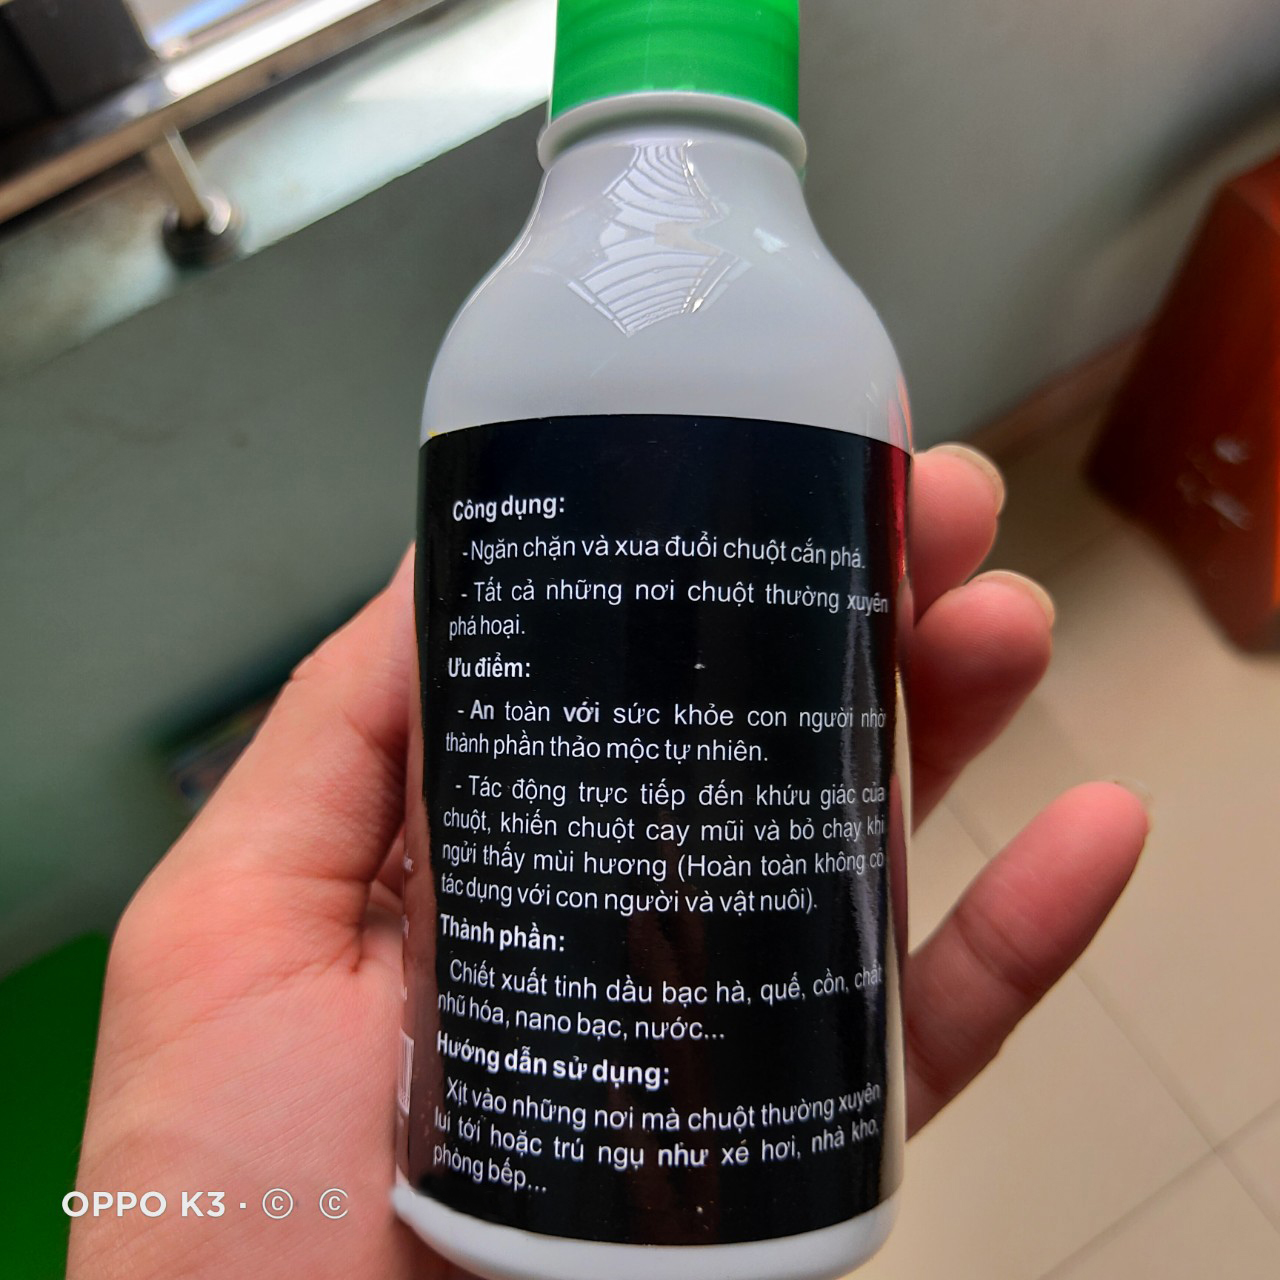 Công dụng:
- Ngăn chặn và xua đuổi chuột cắn phá.
- Tất cả những nơi chuột thường xuyên
phá hoại.
Ưu điểm:
- An toàn với sức khỏe con người nhờ
thành phần thảo mộc tự nhiên.
- Tác động trực tiếp đến khứu giác của
chuột, khiến chuột cay mũi và bỏ chạy khi
ngửi thấy mùi hương (Hoàn toàn không có
tác dụng với con người và vật nuôi).
Thành phần:
Chiết xuất tinh dầu bạc hà, quế, cồn, chất
nhũ hóa, nano bạc, nước...
Hướng dẫn sử dụng:
Xịt vào những nơi mà chuột thường xuyên
lui tới hoặc trú ngụ như xé hơi, nhà kho,
phòng bếp...
OPPO K3 · © ©